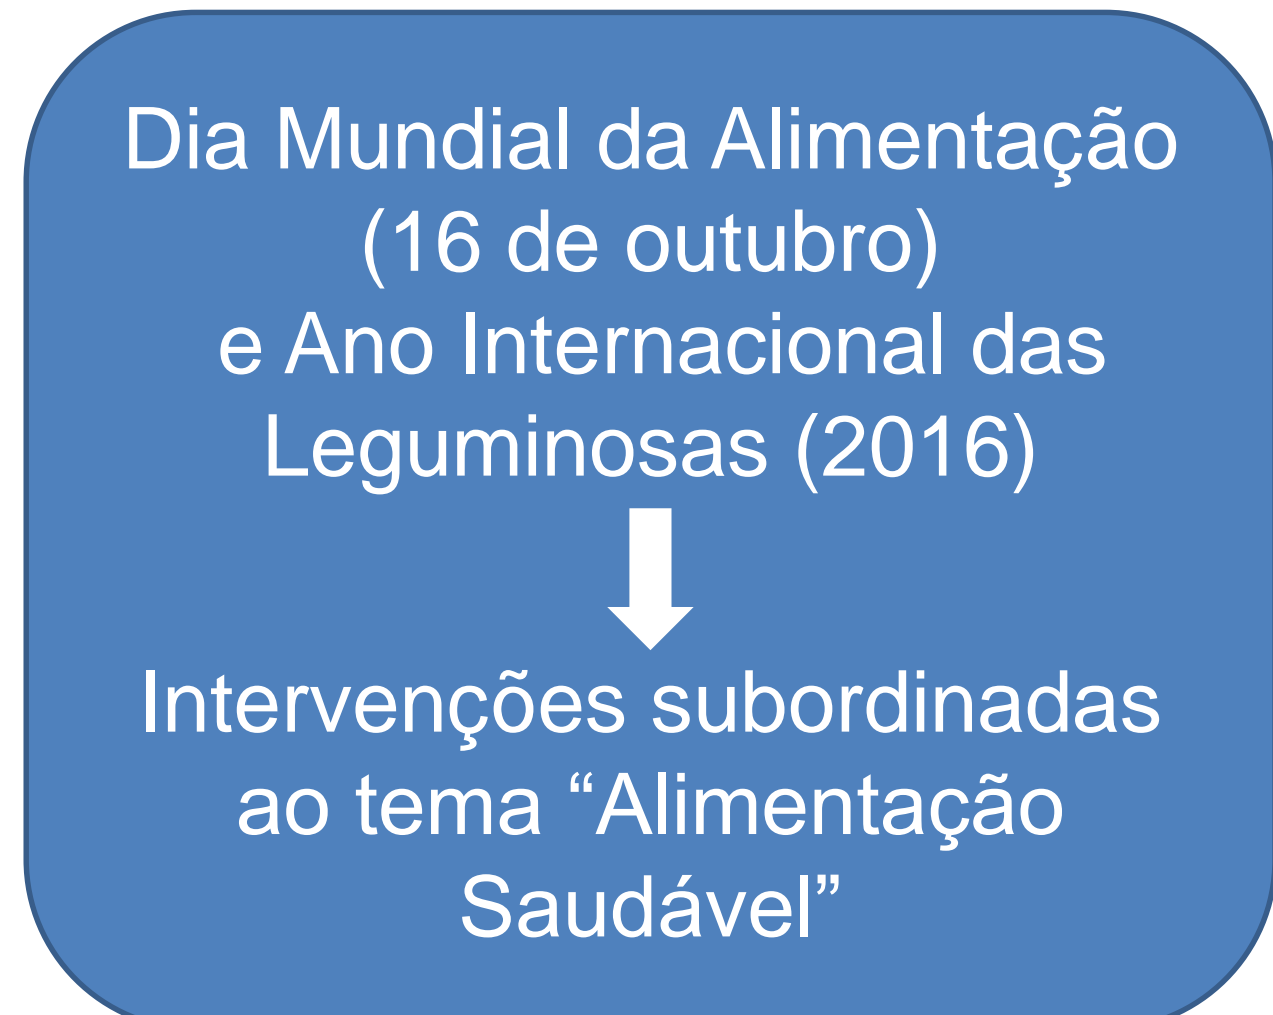 Dia Mundial da Alimentação
(16 de outubro)
e Ano Internacional das
Leguminosas (2016)
Intervenções subordinadas
ao tema “Alimentação
Saudável”